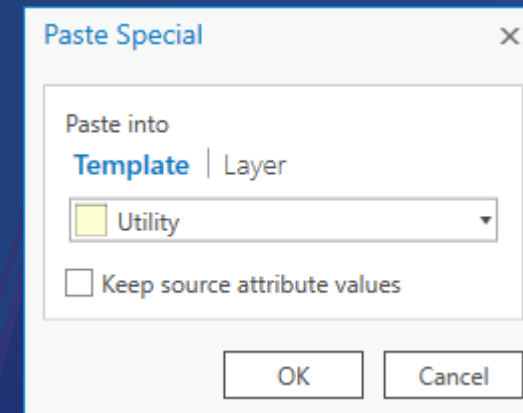 Paste Special
Paste into
Template | Layer
Utility
Keep source attribute values
OK Cancel